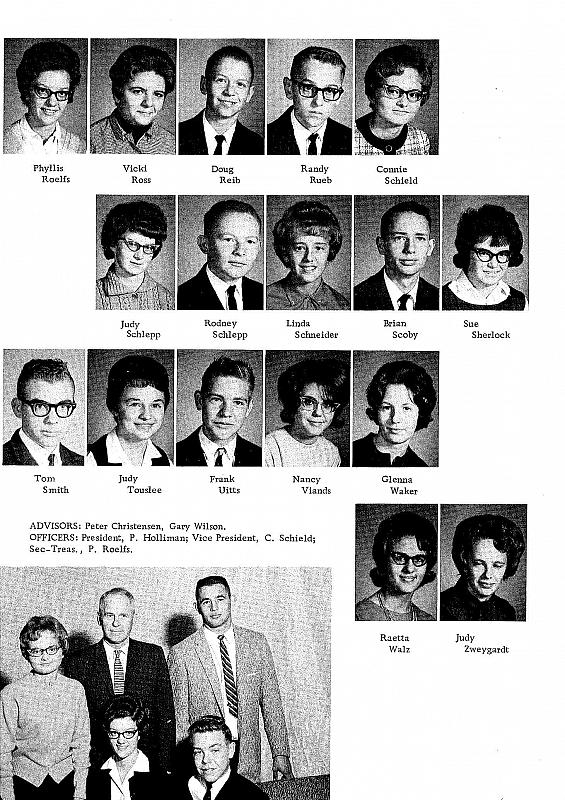 Phyllis Roelfs
Vicki Ross
Doug Reib
Randy Rueb
Connie Schield
Judy Schlepp
Rodney Schlepp
Linda Schneider
Brian Scoby
Sue Sherlock
Tom Smith
Judy Touslee
Frank Uitts
Nancy Viands
Glenna Waker
ADVISORS: Peter Christensen, Gary Wilson.
OFFICERS: President, P. Holliman; Vice President, C. Schield;
Sec-Treas., P. Roelfs.
Raetta Walz
Judy Zweygardt